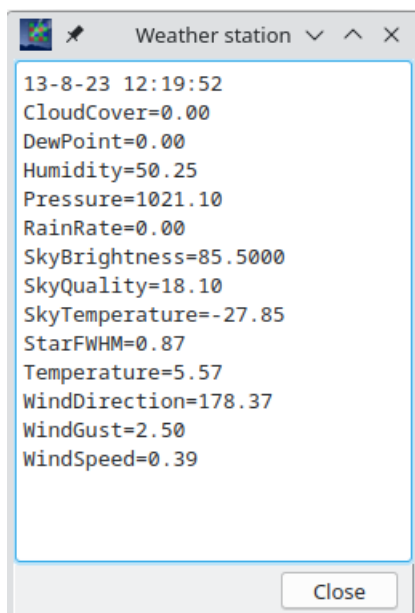 Weather station
13-8-23 12:19:52
CloudCover=0.00
DewPoint=0.00
Humidity=50.25
Pressure=1021.10
RainRate=0.00
SkyBrightness=85.5000
SkyQuality=18.10
SkyTemperature=-27.85
StarFWHM=0.87
Temperature=5.57
WindDirection=178.37
WindGust=2.50
WindSpeed=0.39
Close